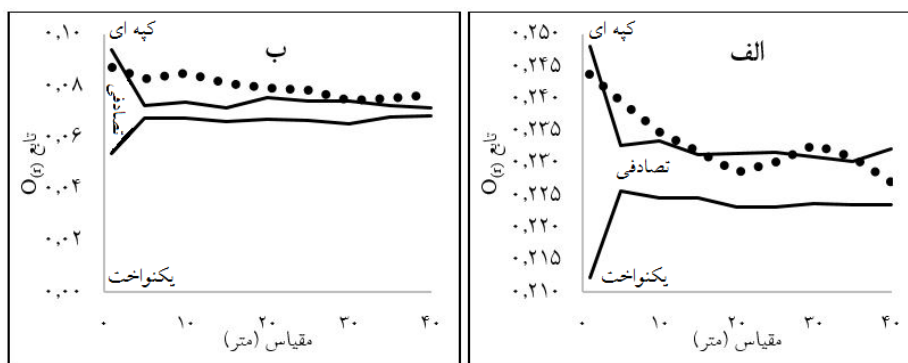 الف
کپه ای
تصادفی
یکنواخت
تابع O(r)
۰,۲۵۰
۰,۲۴۵
۰,۲۴۰
۰,۲۳۵
۰,۲۳۰
۰,۲۲۵
۰,۲۲۰
۰,۲۱۵
۰,۲۱۰
۰ ۱۰ ۲۰ ۳۰ ۴۰
مقیاس (متر)
ب
کپه ای
تصادفی
یکنواخت
تابع O(r)
۰,۱۰
۰,۰۸
۰,۰۶
۰,۰۴
۰,۰۲
۰,۰۰
۰ ۱۰ ۲۰ ۳۰ ۴۰
مقیاس (متر)